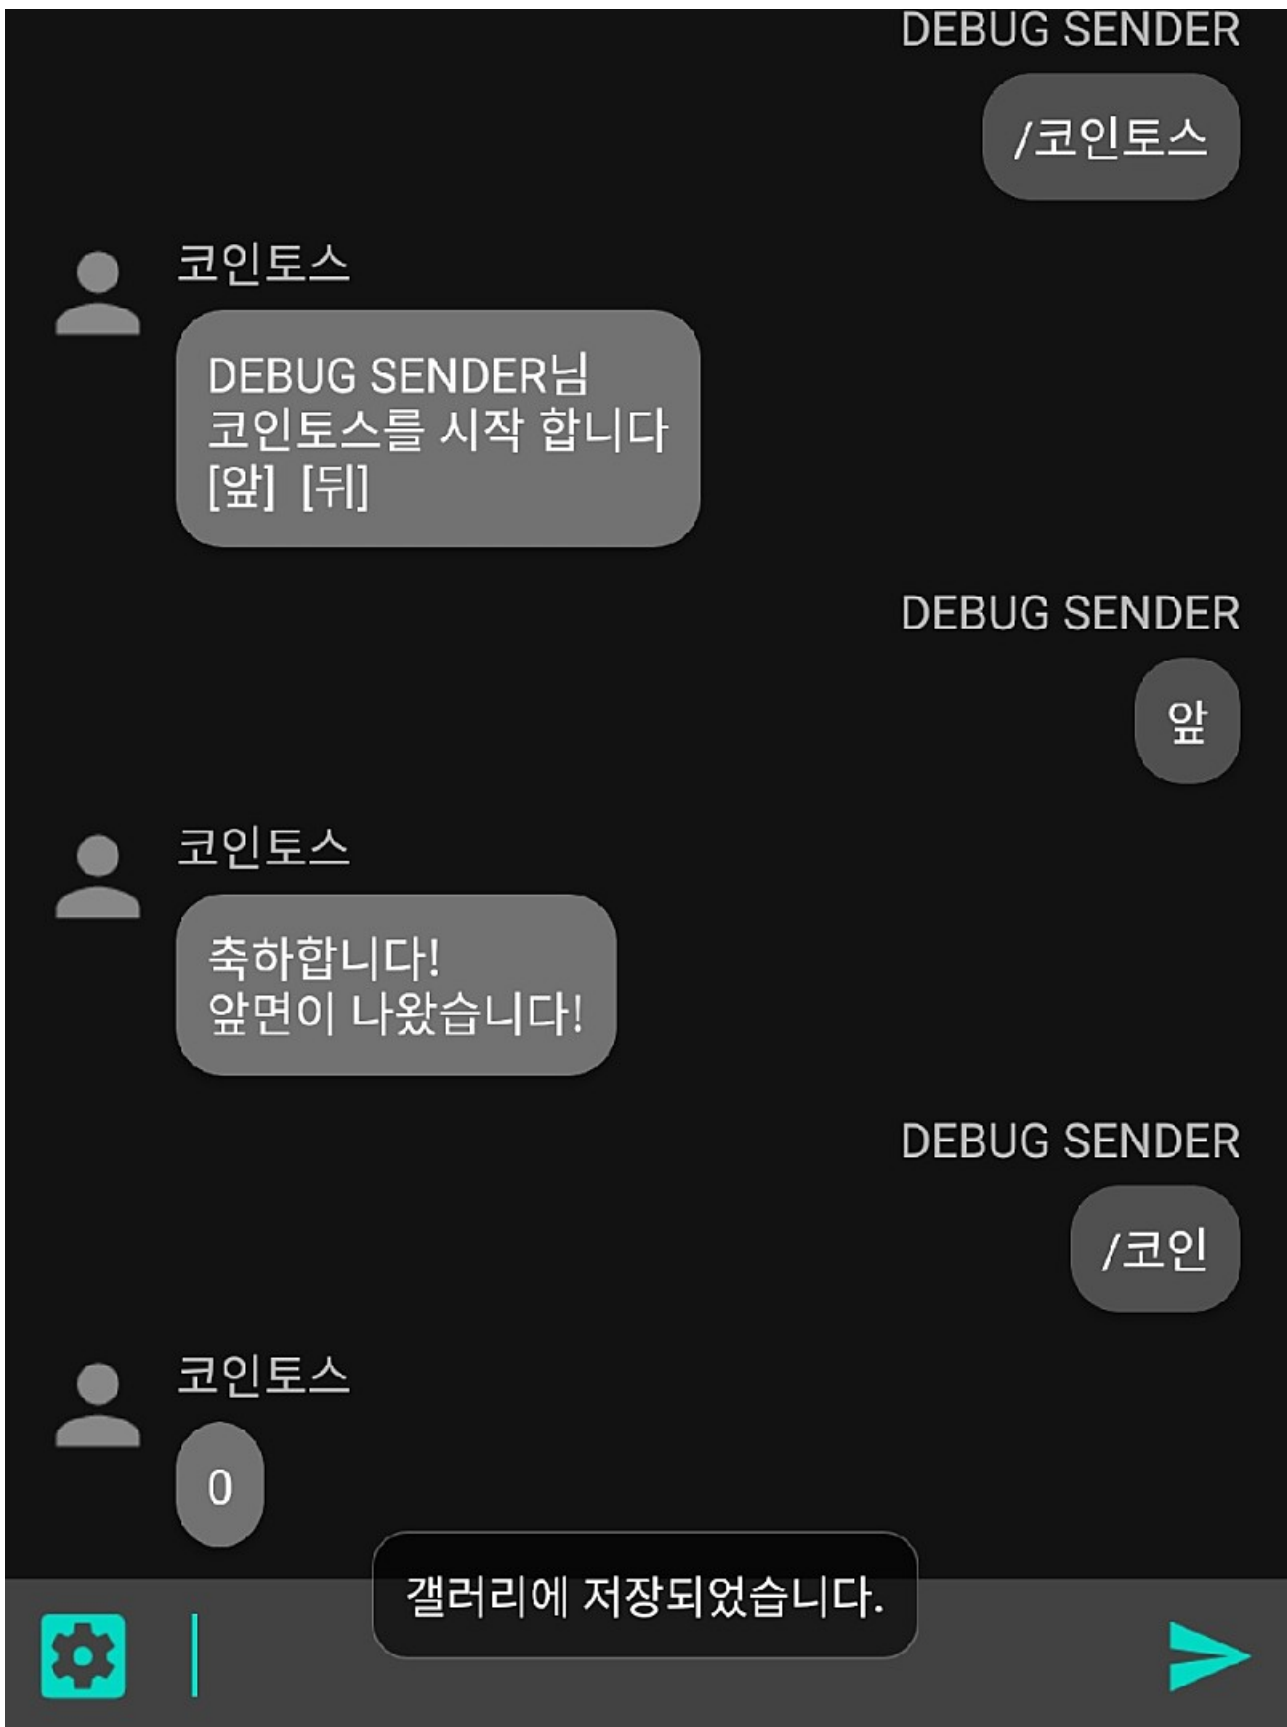 DEBUG SENDER
/코인토스
코인토스
DEBUG SENDER님
코인토스를 시작 합니다
[앞]  [뒤]
DEBUG SENDER
앞
코인토스
축하합니다!
앞면이 나왔습니다!
DEBUG SENDER
/코인
코인토스
0
갤러리에 저장되었습니다.